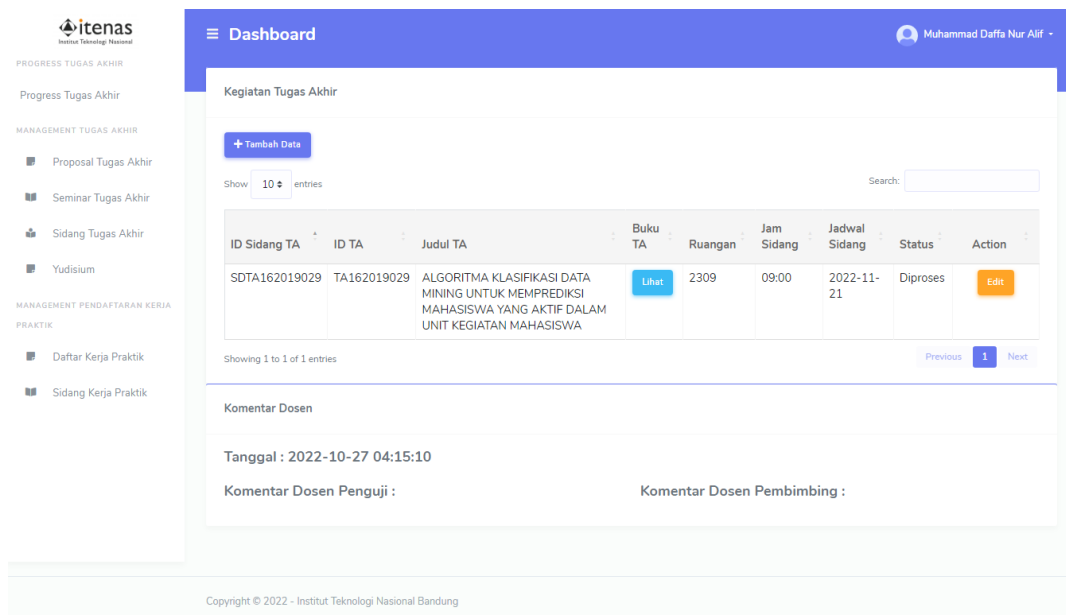 itenas
Institut Teknologi Nasional
PROGRESS TUGAS AKHIR
Progress Tugas Akhir
MANAGEMENT TUGAS AKHIR
Proposal Tugas Akhir
Seminar Tugas Akhir
Sidang Tugas Akhir
Yudisium
MANAGEMENT PENDAFTARAN KERJA
PRAKTIK
Daftar Kerja Praktik
Sidang Kerja Praktik
Dashboard
Muhammad Daffa Nur Alif
Kegiatan Tugas Akhir
+ Tambah Data
Show 10 entries
Search:
ID Sidang TA ID TA Judul TA Buku TA Ruangan Jam Sidang Jadwal Sidang Status Action
SDTA162019029 TA162019029 ALGORITMA KLASIFIKASI DATA Lihat 2309 09:00 2022-11- Diproses Edit
MINING UNTUK MEMPREDIKSI 21
MAHASISWA YANG AKTIF DALAM
UNIT KEGIATAN MAHASISWA
Showing 1 to 1 of 1 entries
Previous 1 Next
Komentar Dosen
Tanggal : 2022-10-27 04:15:10
Komentar Dosen Penguji : Komentar Dosen Pembimbing :
Copyright © 2022 - Institut Teknologi Nasional Bandung